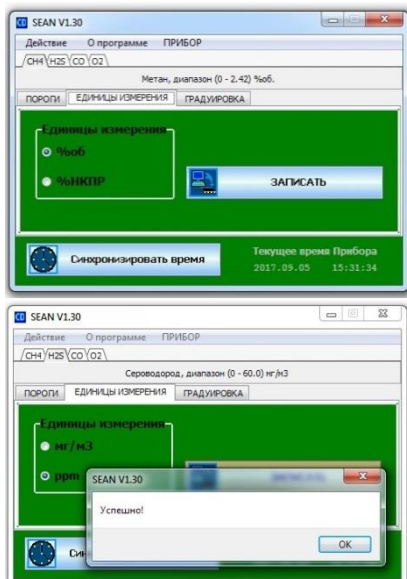 SEAN V1.30
Действие О программе ПРИБОР
CH4 H2S CO O2
Метан, диапазон (0 - 2.42) %об.
ПОРОГИ ЕДИНИЦЫ ИЗМЕРЕНИЯ ГРАДУИРОВКА
Единицы измерения
%об
%НКПР
ЗАПИСАТЬ
Синхронизировать время
Текущее время Прибора
2017.09.05 15:31:34
SEAN V1.30
Действие О программе ПРИБОР
CH4 H2S CO O2
Сероводород, диапазон (0 - 60.0) мг/м3
ПОРОГИ ЕДИНИЦЫ ИЗМЕРЕНИЯ ГРАДУИРОВКА
Единицы измерения
мг/м3
ppm
SEAN V1.30
Успешно!
OK